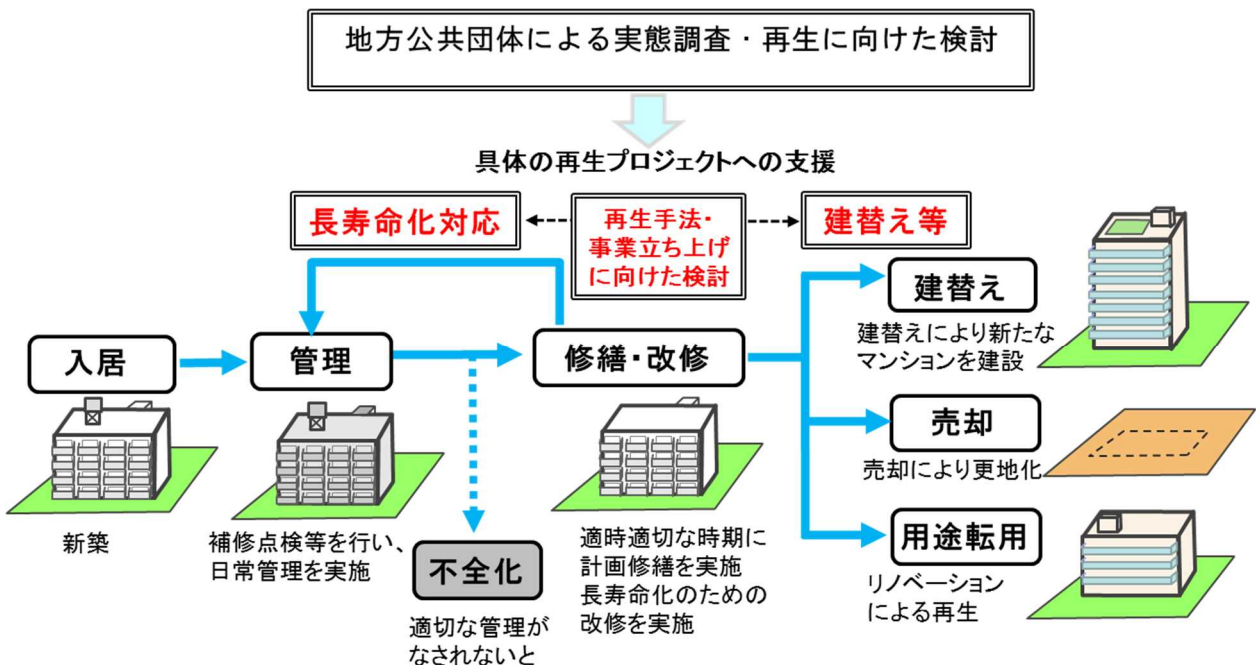 地方公共団体による実態調査・再生に向けた検討
具体の再生プロジェクトへの支援
長寿命化対応
再生手法・
事業立ち上げ
に向けた検討
建替え等
入居
新築
管理
補修点検等を行い、
日常管理を実施
不全化
適切な管理が
なされないと
修繕・改修
適時適切な時期に
計画修繕を実施
長寿命化のための
改修を実施
建替え
建替えにより新たな
マンションを建設
売却
売却により更地化
用途転用
リノベーション
による再生